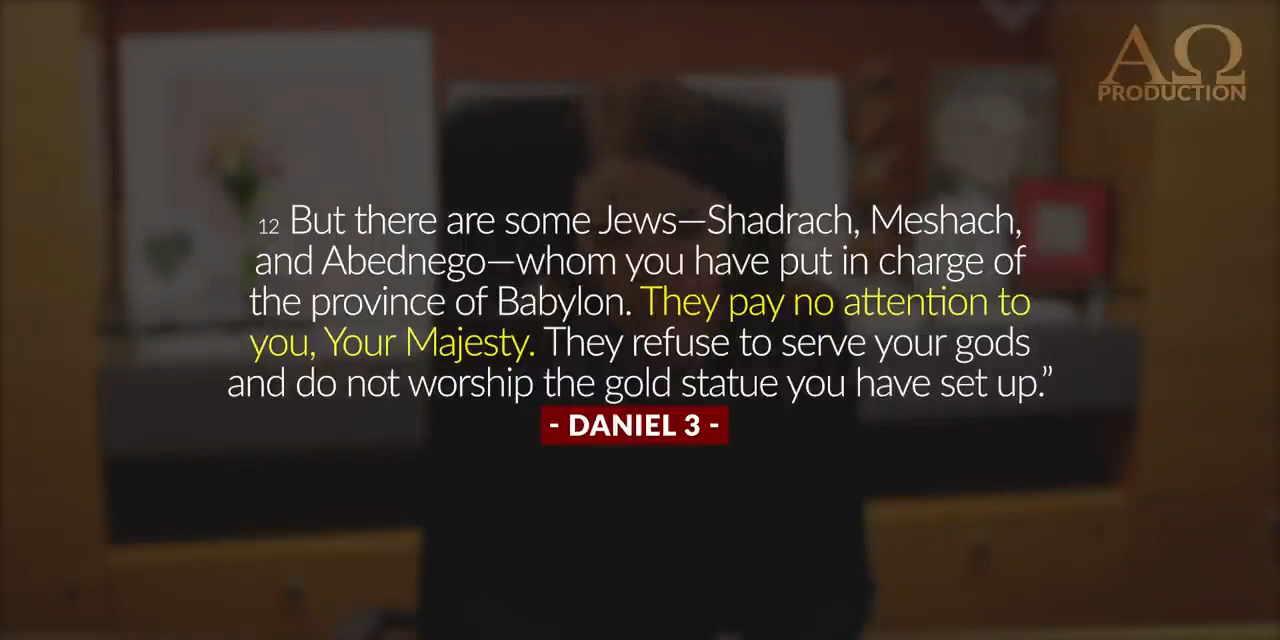 ΑΩ
PRODUCTION
12 But there are some Jews—Shadrach, Meshach,
and Abednego—whom you have put in charge of
the province of Babylon. They pay no attention to
you, Your Majesty. They refuse to serve your gods
and do not worship the gold statue you have set up.”
- DANIEL 3 -